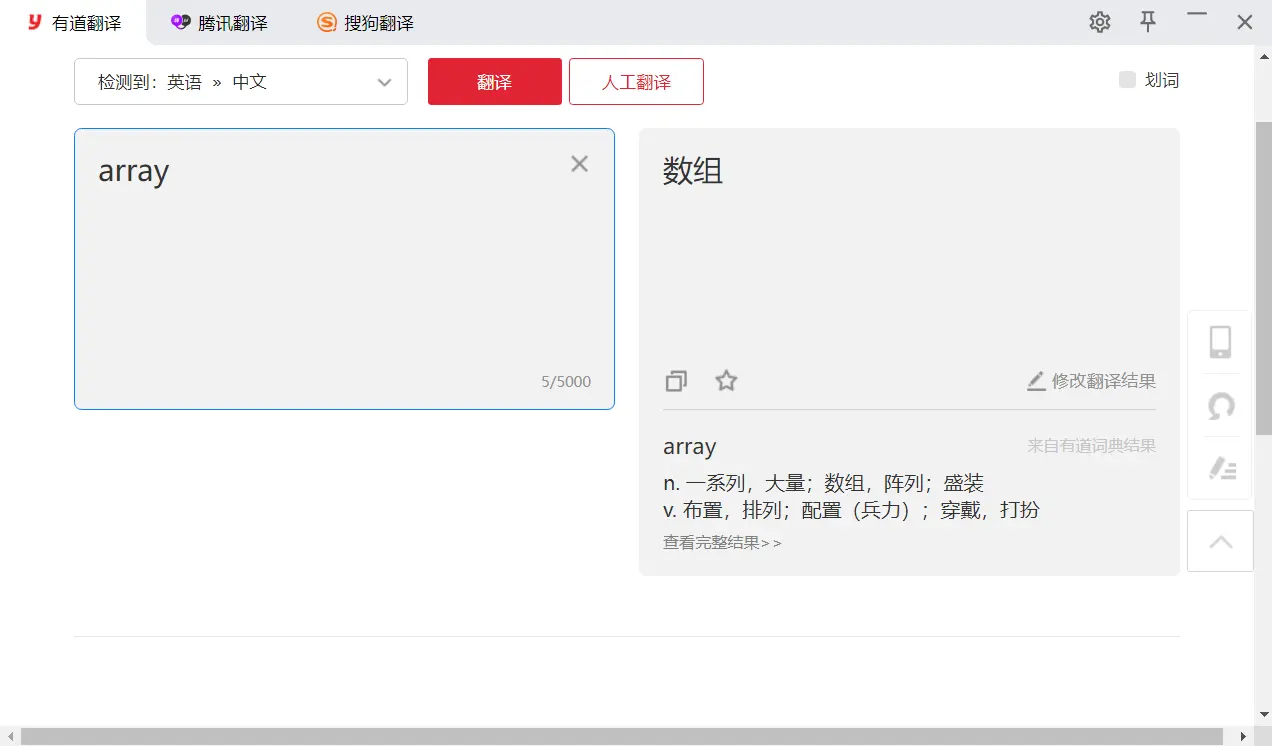 有道翻译
腾讯翻译
搜狗翻译
检测到：英语 » 中文
翻译
人工翻译
划词
array
5/5000
数组
修改翻译结果
array
来自有道词典结果
n. 一系列，大量；数组，阵列；盛装
v. 布置，排列；配置（兵力）；穿戴，打扮
查看完整结果>>